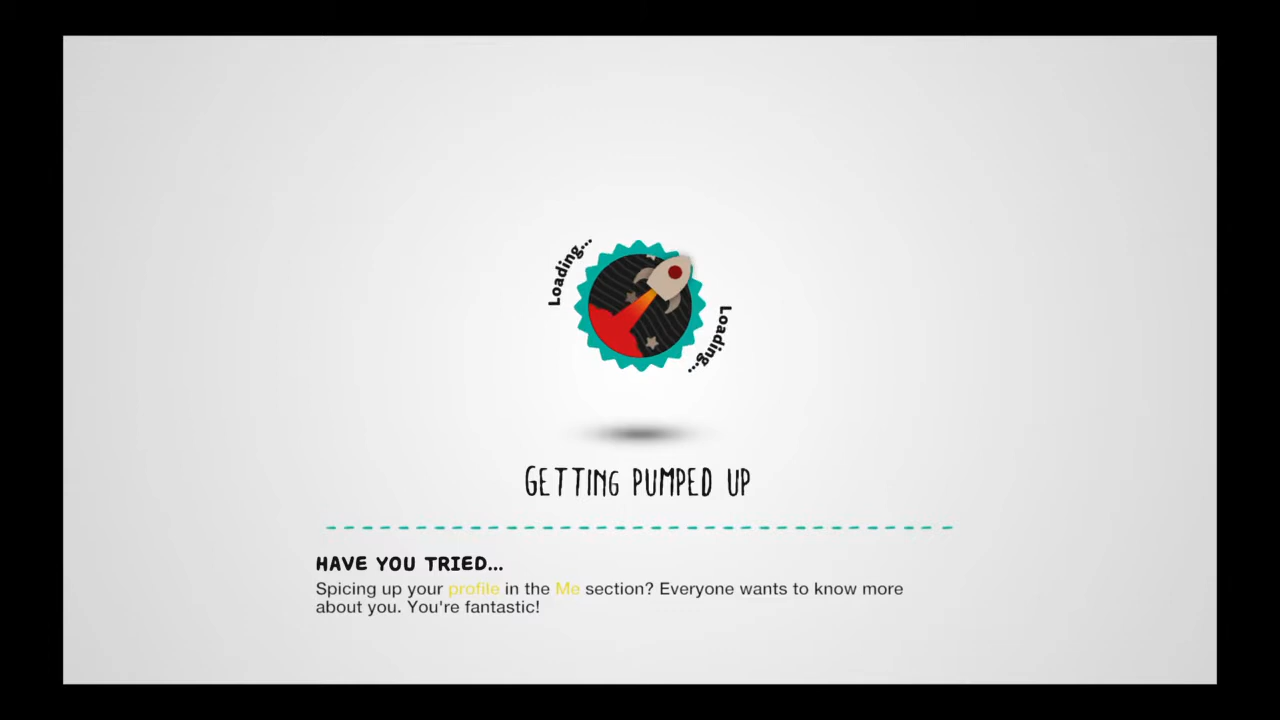 Loading...
Loading...
GETTING PUMPED UP
HAVE YOU TRIED...
Spicing up your profile in the Me section? Everyone wants to know more
about you. You're fantastic!